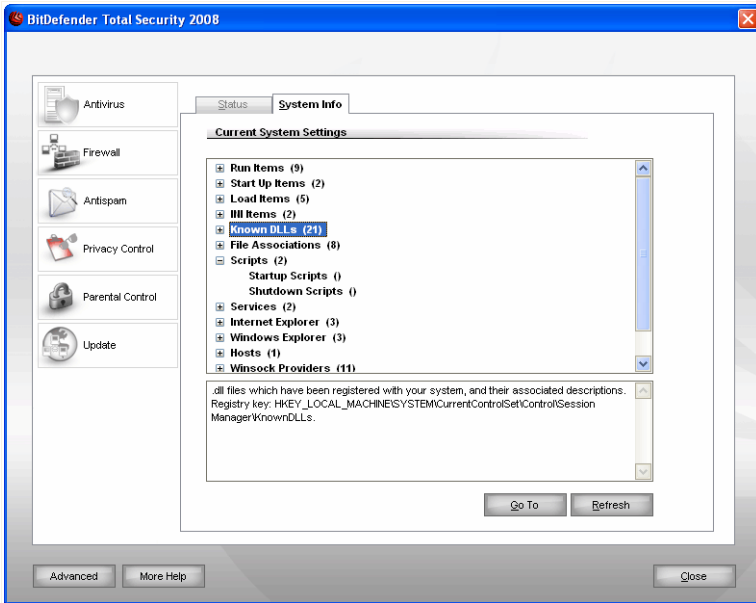 BitDefender Total Security 2008
Antivirus
Firewall
Antispam
Privacy Control
Parental Control
Update
Status
System Info
Current System Settings
Run Items (9)
Start Up Items (2)
Load Items (5)
INI Items (2)
Known DLLs (21)
File Associations (8)
Scripts (2)
Startup Scripts ()
Shutdown Scripts ()
Services (2)
Internet Explorer (3)
Windows Explorer (3)
Hosts (1)
Winsock Providers (11)
.dll files which have been registered with your system, and their associated descriptions.
Registry key: HKEY_LOCAL_MACHINE\SYSTEM\CurrentControlSet\Control\Session
Manager\KnownDLLs.
Go To
Refresh
Advanced
More Help
Close